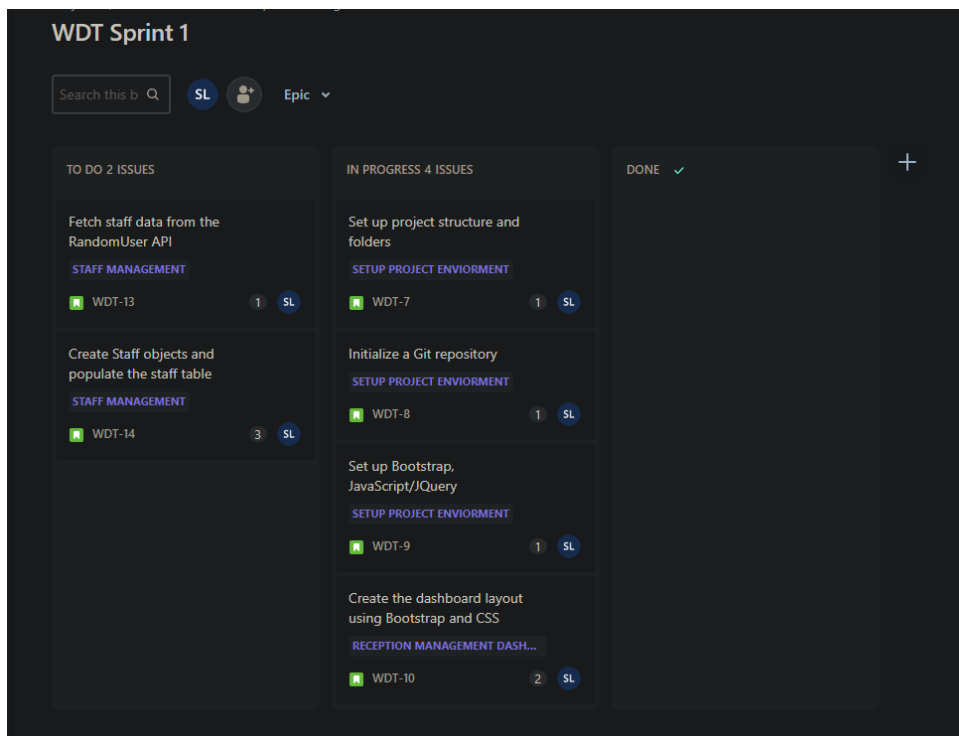 WDT Sprint 1
Search this b
SL
Epic
TO DO 2 ISSUES
Fetch staff data from the
RandomUser API
STAFF MANAGEMENT
WDT-13 1 SL
Create Staff objects and
populate the staff table
STAFF MANAGEMENT
WDT-14 3 SL
IN PROGRESS 4 ISSUES
Set up project structure and
folders
SETUP PROJECT ENVIORMENT
WDT-7 1 SL
Initialize a Git repository
SETUP PROJECT ENVIORMENT
WDT-8 1 SL
Set up Bootstrap,
JavaScript/JQuery
SETUP PROJECT ENVIORMENT
WDT-9 1 SL
Create the dashboard layout
using Bootstrap and CSS
RECEPTION MANAGEMENT DASH...
WDT-10 2 SL
DONE